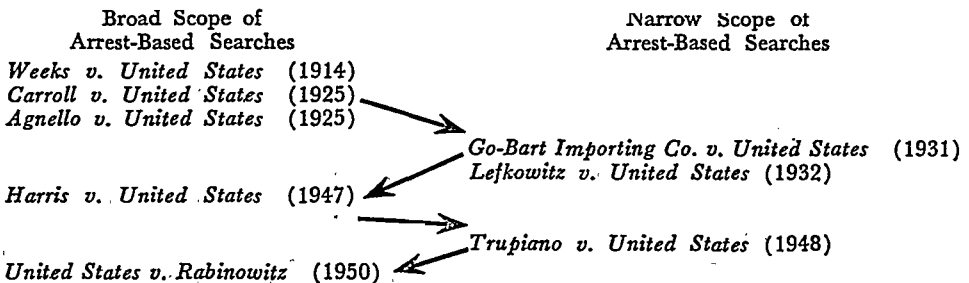 Broad Scope of
Arrest-Based Searches
Narrow Scope of
Arrest-Based Searches
Weeks v. United States (1914)
Carroll v. United States (1925)
Agnello v. United States (1925)
Go-Bart Importing Co. v. United States (1931)
Lefkowitz v. United States (1932)
Harris v. United States (1947)
Trupiano v. United States (1948)
United States v. Rabinowitz (1950)